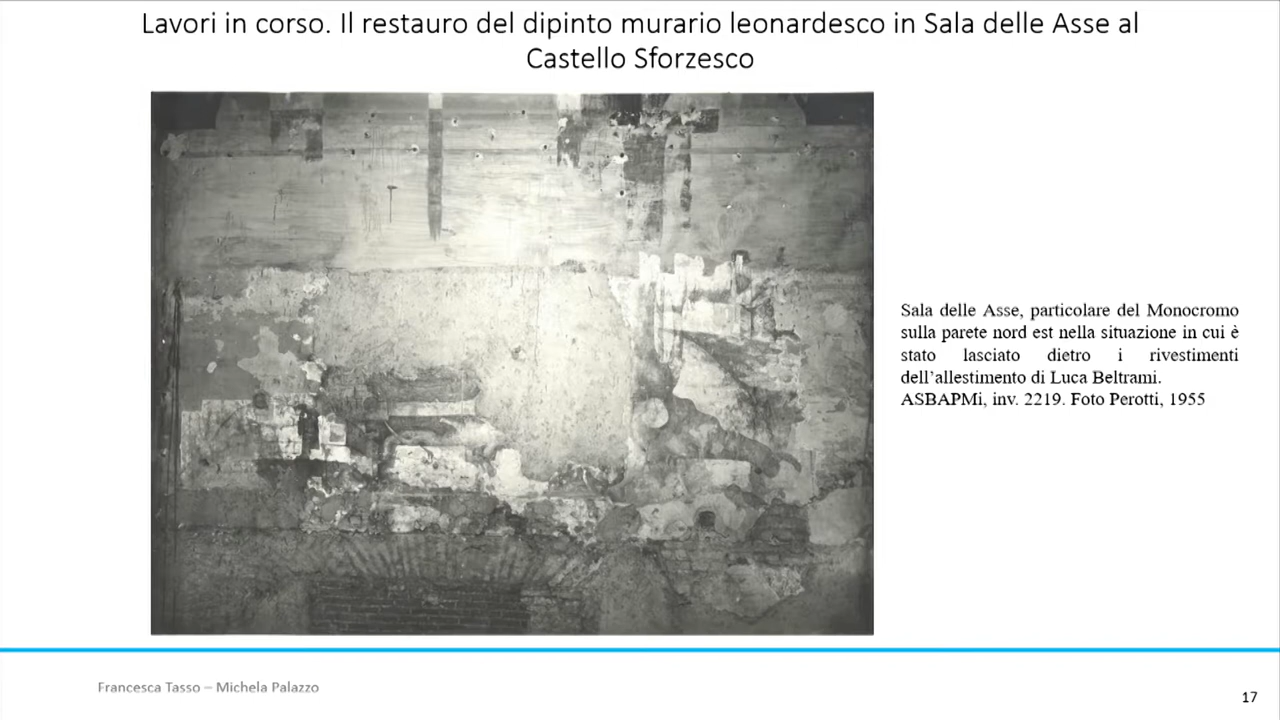 Lavori in corso. Il restauro del dipinto murario leonardesco in Sala delle Asse al
Castello Sforzesco
Sala delle Asse, particolare del Monocromo
sulla parete nord est nella situazione in cui è
stato lasciato dietro i rivestimenti
dell’allestimento di Luca Beltrami.
ASBAPMi, inv. 2219. Foto Perotti, 1955
Francesca Tasso – Michela Palazzo
17